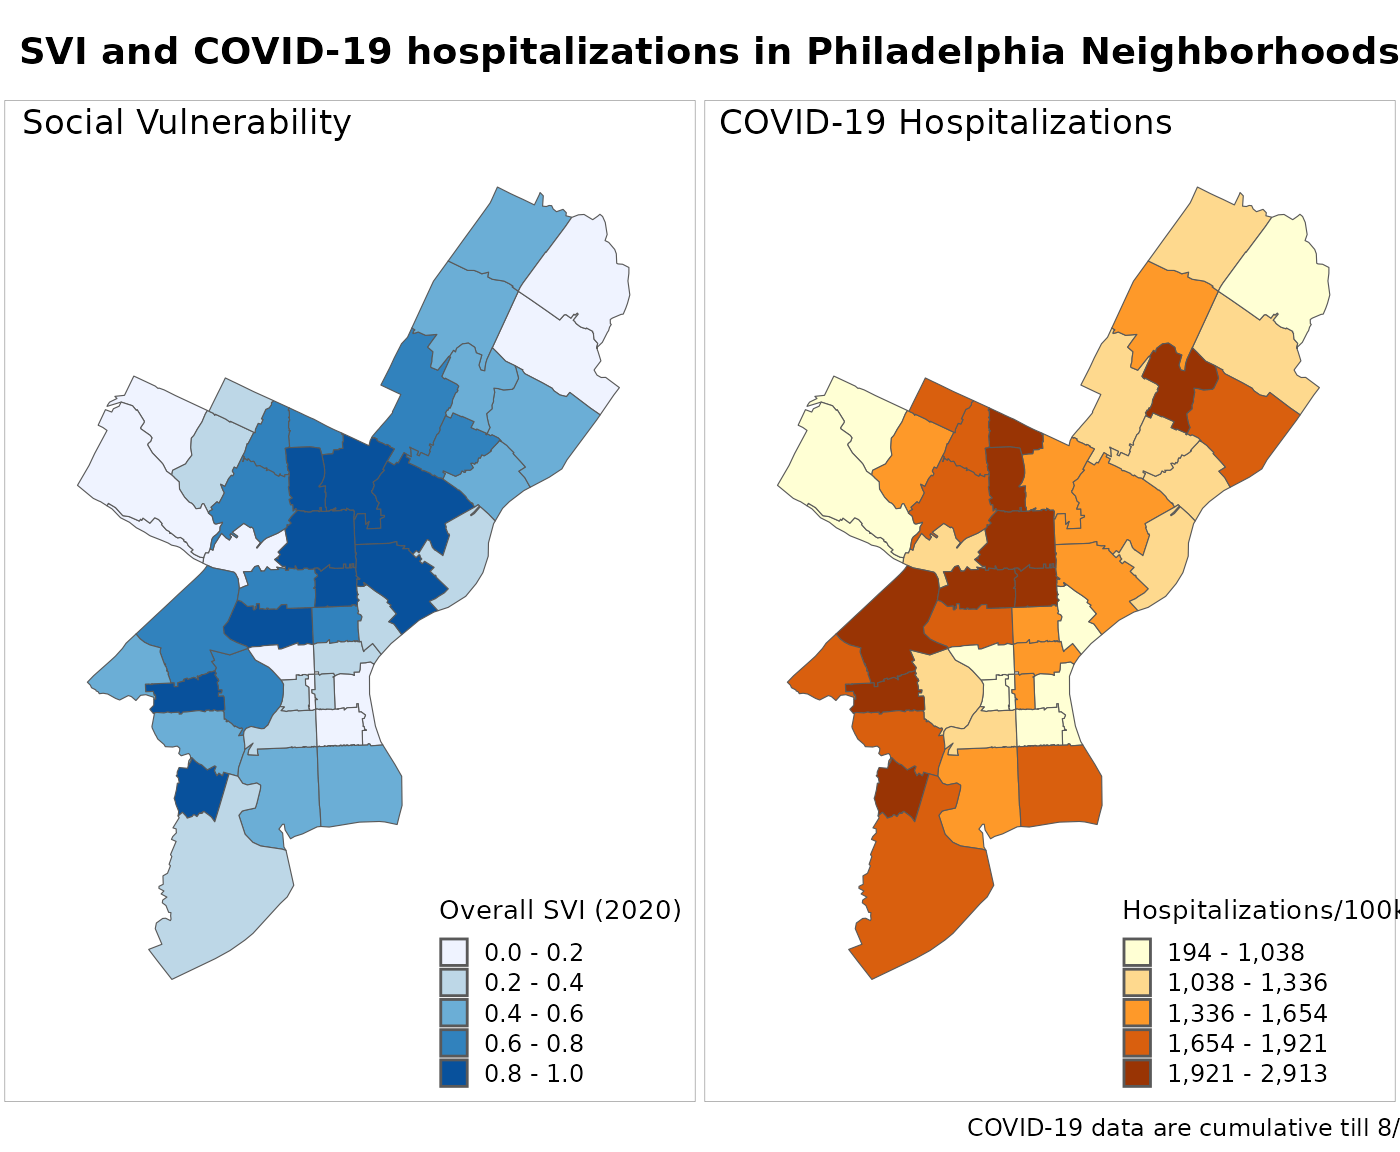 SVI and COVID-19 hospitalizations in Philadelphia Neighborhoods
Social Vulnerability
COVID-19 Hospitalizations
Overall SVI (2020)
0.0 - 0.2
0.2 - 0.4
0.4 - 0.6
0.6 - 0.8
0.8 - 1.0
Hospitalizations/100k
194 - 1,038
1,038 - 1,336
1,336 - 1,654
1,654 - 1,921
1,921 - 2,913
COVID-19 data are cumulative till 8/